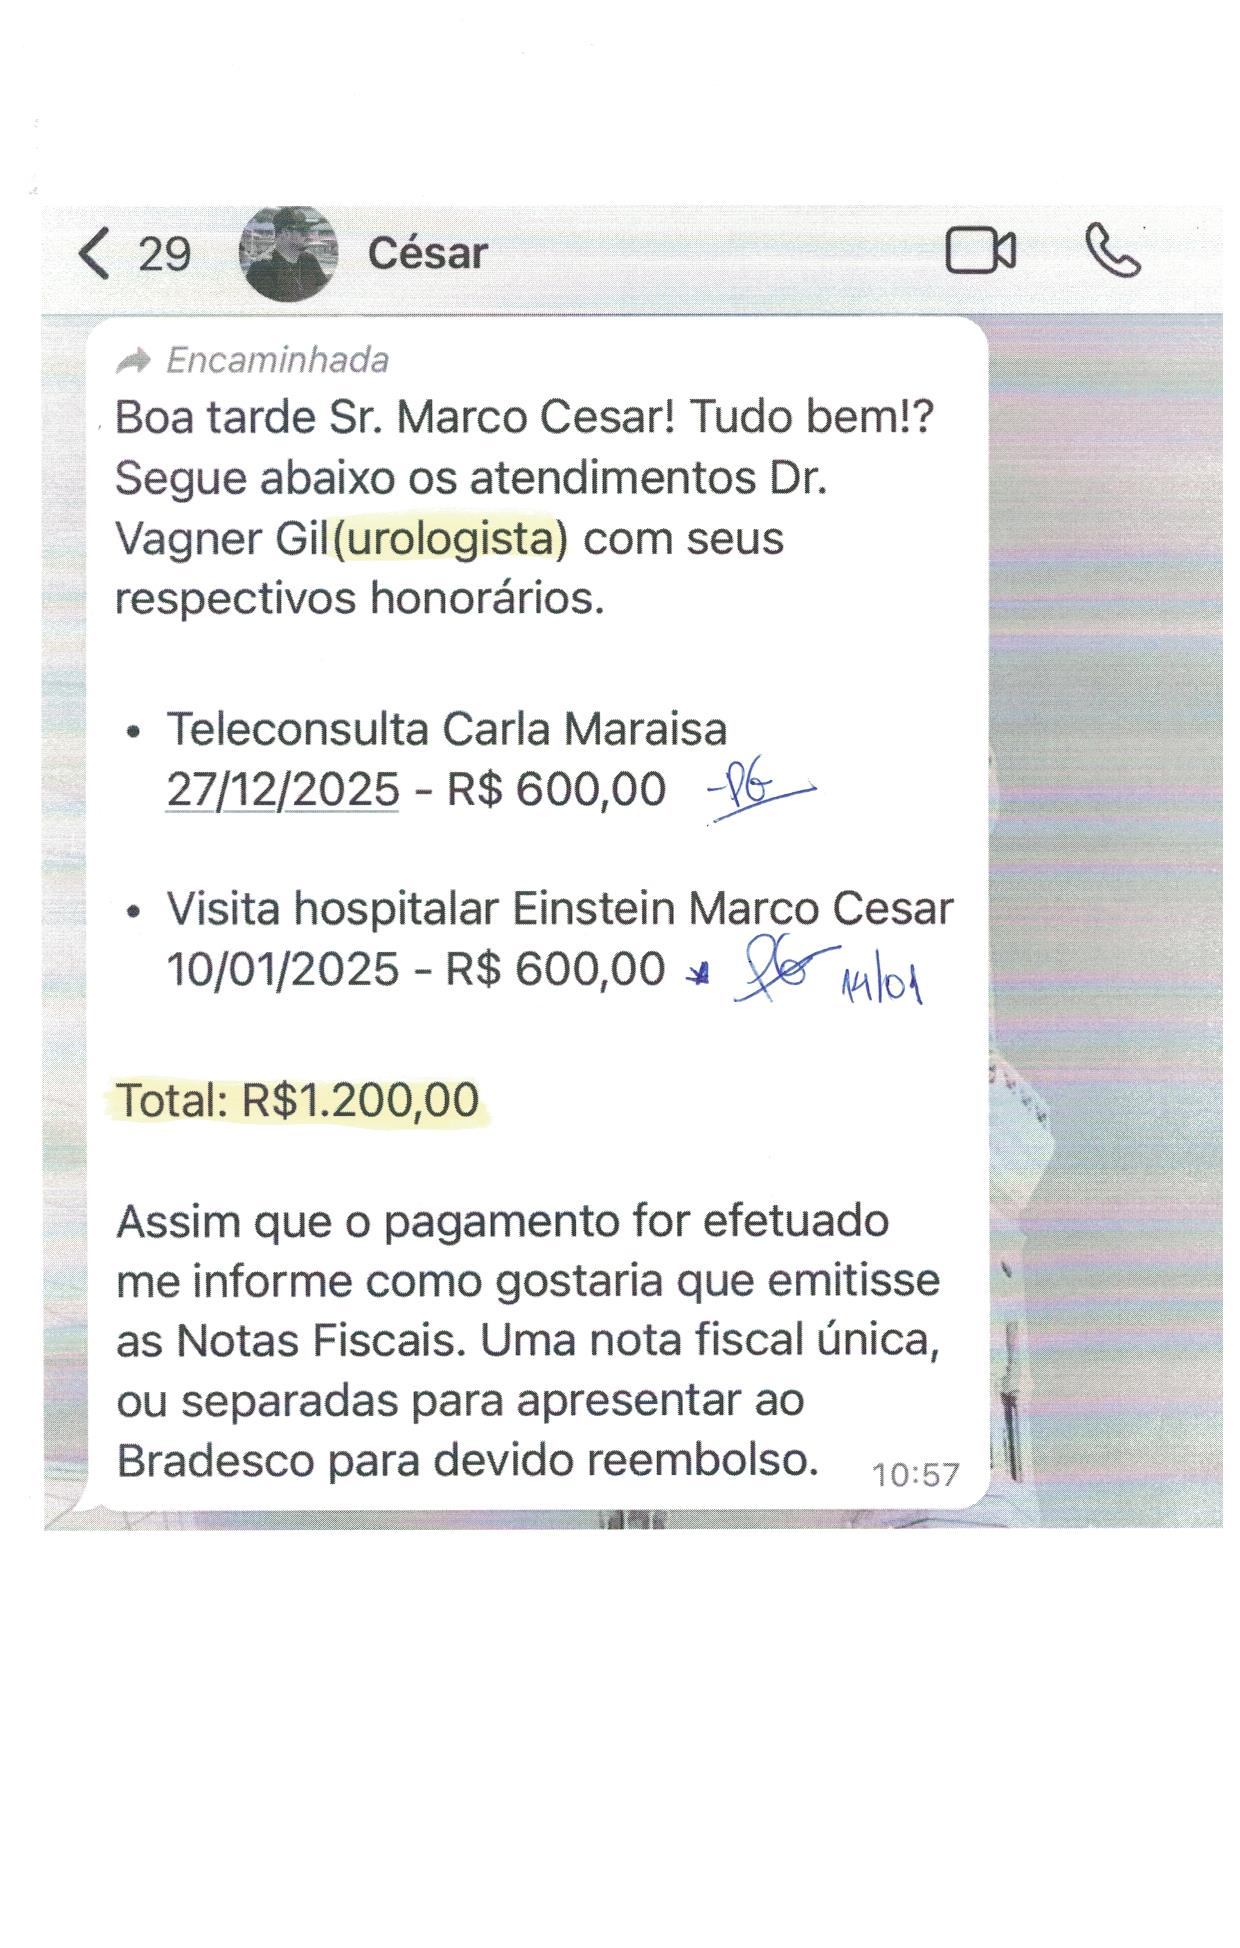 29 César
Encaminhada
Boa tarde Sr. Marco Cesar! Tudo bem!?
Segue abaixo os atendimentos Dr.
Vagner Gil(urologista) com seus
respectivos honorários.
• Teleconsulta Carla Maraisa
27/12/2025 - R$ 600,00 -PG
• Visita hospitalar Einstein Marco Cesar
10/01/2025 - R$ 600,00 PG 14/01
Total: R$1.200,00
Assim que o pagamento for efetuado
me informe como gostaria que emitisse
as Notas Fiscais. Uma nota fiscal única,
ou separadas para apresentar ao
Bradesco para devido reembolso.
10:57